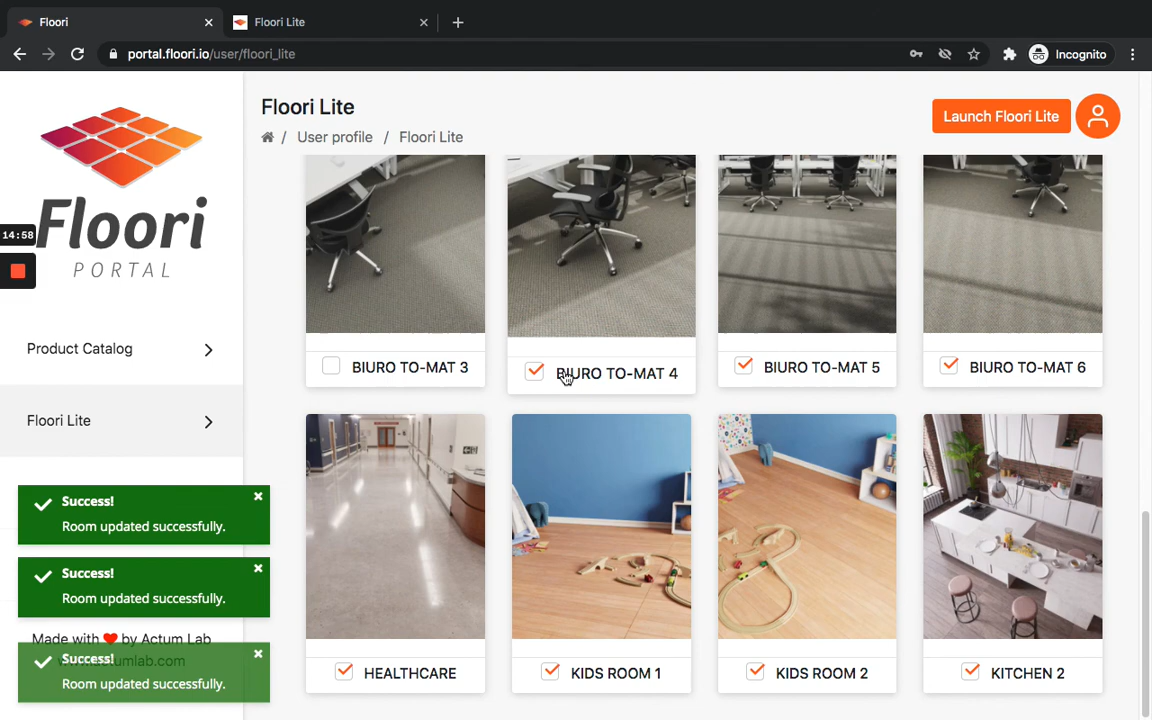 Floori
Floori Lite
portal.floori.io/user/floori_lite
Incognito
Floori
PORTAL
14:58
Floori Lite
User profile / Floori Lite
Launch Floori Lite
Product Catalog
Floori Lite
BIURO TO-MAT 3
BIURO TO-MAT 4
BIURO TO-MAT 5
BIURO TO-MAT 6
HEALTHCARE
KIDS ROOM 1
KIDS ROOM 2
KITCHEN 2
Success!
Room updated successfully.
Success!
Room updated successfully.
Made with ❤ by Actum Lab
www.actumlab.com
Success!
Room updated successfully.